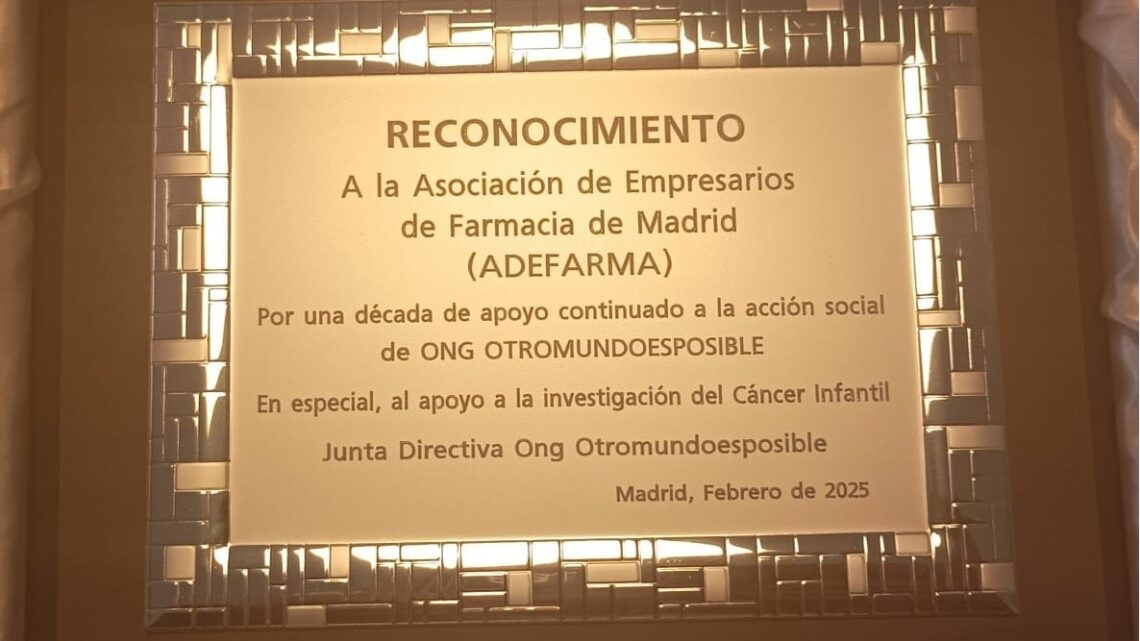 RECONOCIMIENTO
A la Asociación de Empresarios
de Farmacia de Madrid
(ADEFARMA)
Por una década de apoyo continuado a la acción social
de ONG OTROMUNDOESPOSIBLE
En especial, al apoyo a la investigación del Cáncer Infantil
Junta Directiva Ong Otromundoesposible
Madrid, Febrero de 2025